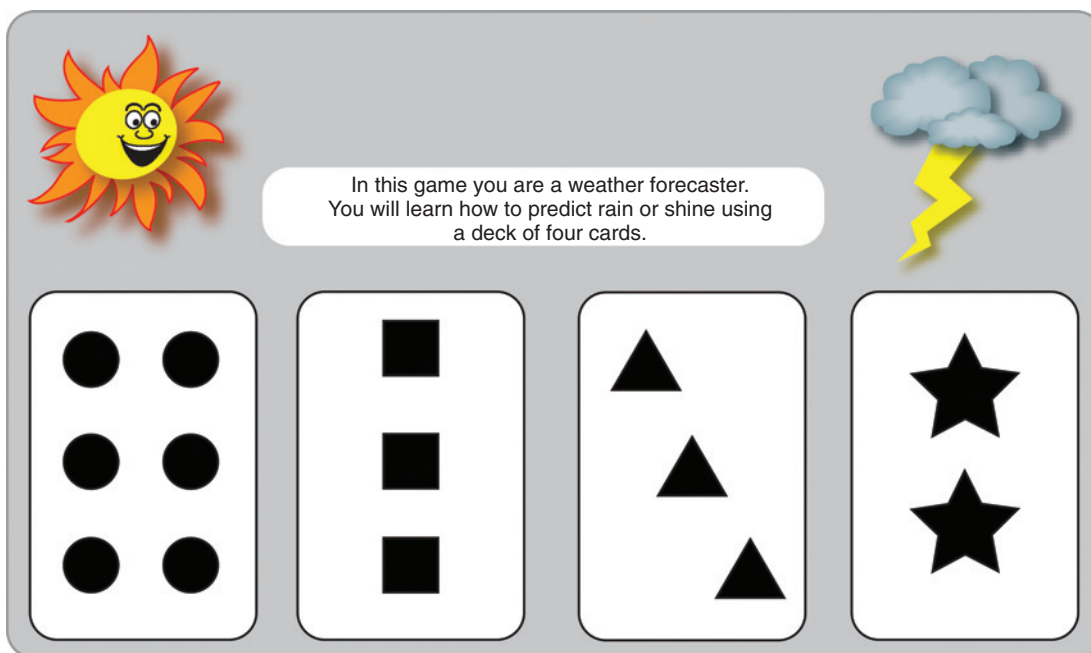 In this game you are a weather forecaster.
You will learn how to predict rain or shine using
a deck of four cards.